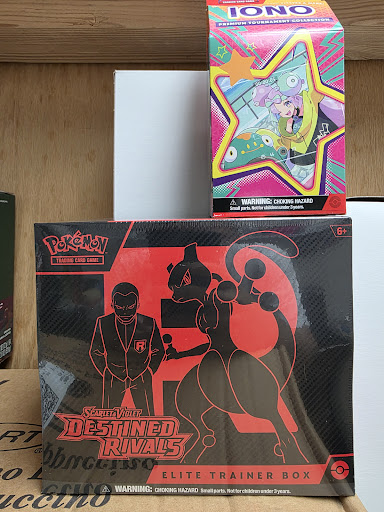 IONO
PREMIUM TOURNAMENT COLLECTION
WARNING: CHOKING HAZARD
Small parts. Not for children under 3 years.
Pokémon
TRADING CARD GAME
6+
R
SCARLET & VIOLET
DESTINED
RIVALS
ELITE TRAINER BOX
WARNING: CHOKING HAZARD Small parts. Not for children under 3 years.